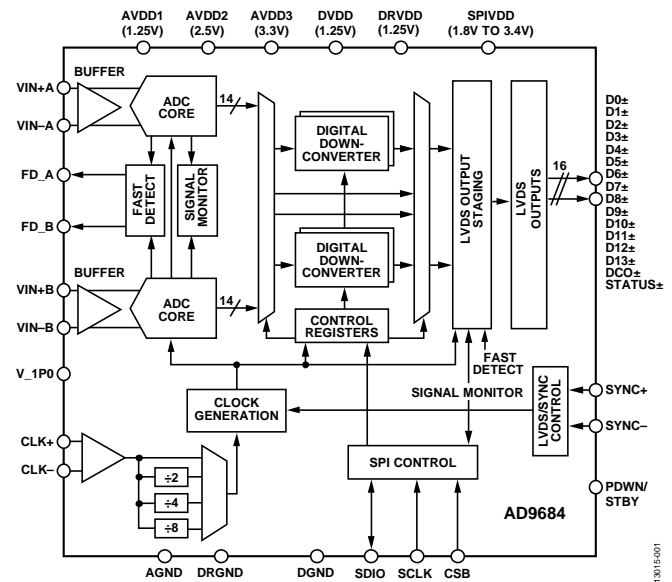 AVDD1
(1.25V)
AVDD2
(2.5V)
AVDD3
(3.3V)
DVDD
(1.25V)
DRVDD
(1.25V)
SPIVDD
(1.8V TO 3.4V)
BUFFER
VIN+A
VIN–A
ADC
CORE
14
FD_A
FD_B
FAST
DETECT
SIGNAL
MONITOR
BUFFER
VIN+B
VIN–B
ADC
CORE
14
DIGITAL
DOWN-
CONVERTER
DIGITAL
DOWN-
CONVERTER
CONTROL
REGISTERS
LVDS OUTPUT
STAGING
LVDS
OUTPUTS
16
D0±
D1±
D2±
D3±
D4±
D5±
D6±
D7±
D8±
D9±
D10±
D11±
D12±
D13±
DCO±
STATUS±
V_1P0
CLOCK
GENERATION
FAST
DETECT
SIGNAL MONITOR
LVDS/SYNC
CONTROL
SYNC+
SYNC–
CLK+
CLK–
÷2
÷4
÷8
SPI CONTROL
PDWN/
STBY
AD9684
AGND
DRGND
DGND
SDIO
SCLK
CSB
13015-001